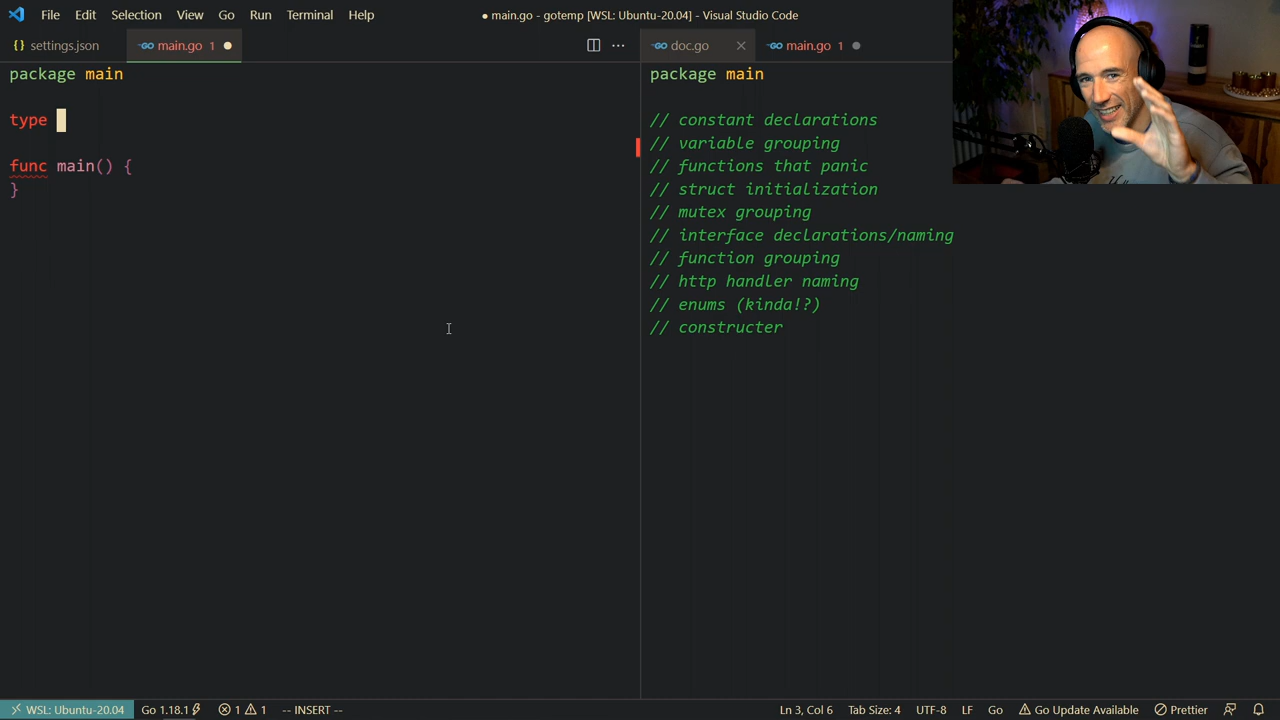 File Edit Selection View Go Run Terminal Help
● main.go - gotemp [WSL: Ubuntu-20.04] - Visual Studio Code
{} settings.json
main.go 1 ●
doc.go
main.go 1 ●
package main
type
func main() {
}
package main
// constant declarations
// variable grouping
// functions that panic
// struct initialization
// mutex grouping
// interface declarations/naming
// function grouping
// http handler naming
// enums (kinda!?)
// constructer
WSL: Ubuntu-20.04 Go 1.18.1 1 1 -- INSERT -- Ln 3, Col 6 Tab Size: 4 UTF-8 LF Go Go Update Available Prettier